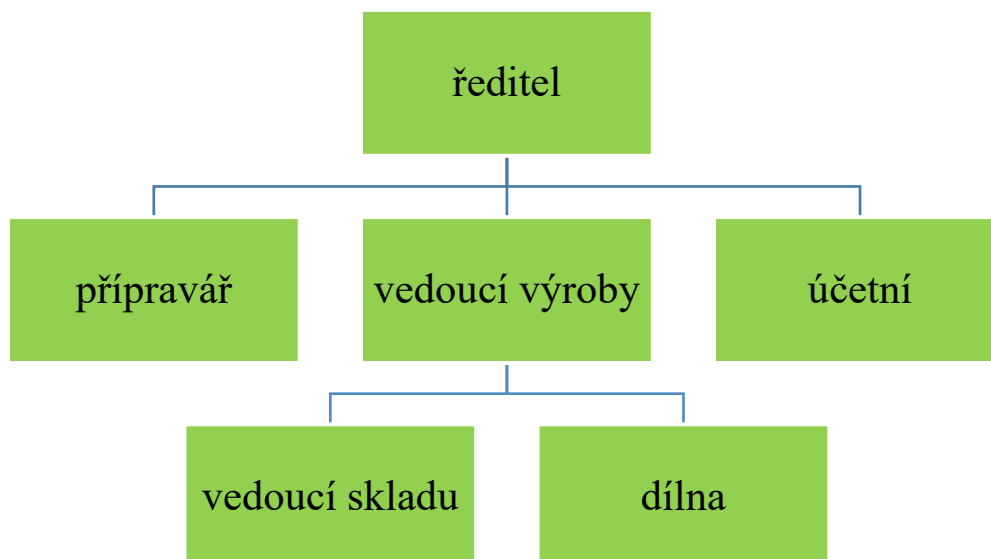 ředitel
přípravář
vedoucí výroby
účetní
vedoucí skladu
dílna